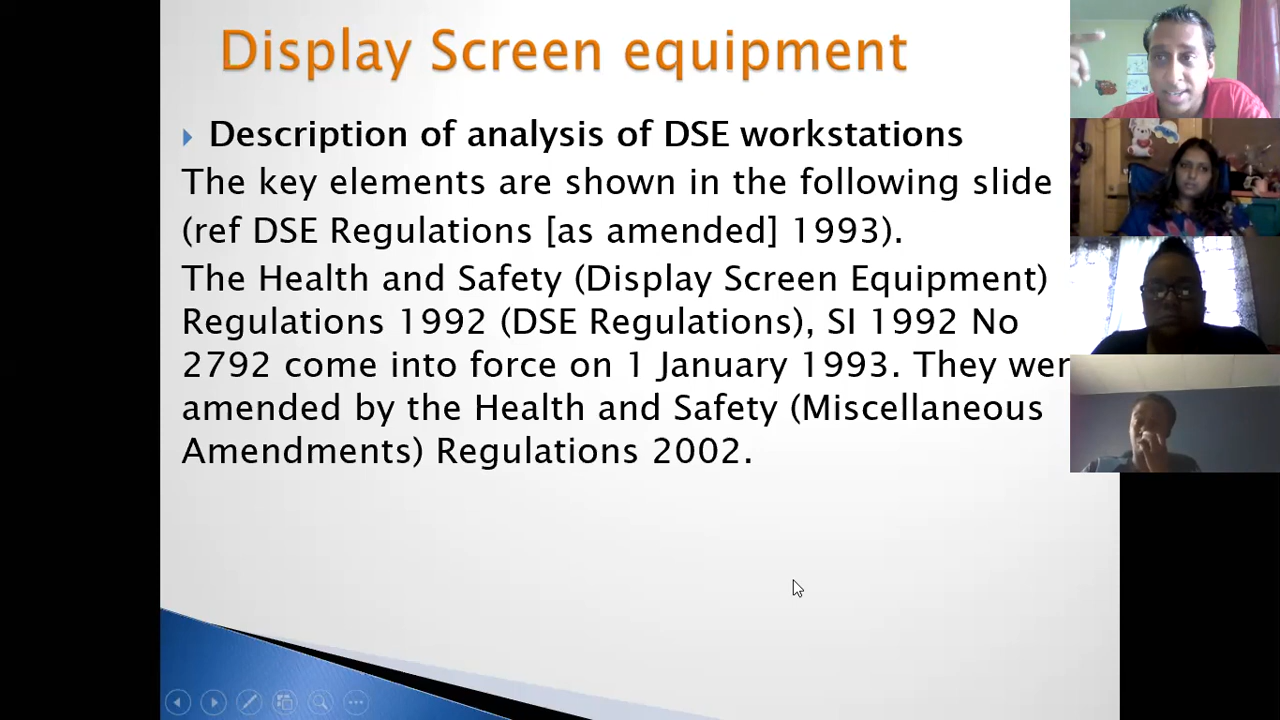 Display Screen equipment
Description of analysis of DSE workstations
The key elements are shown in the following slide
(ref DSE Regulations [as amended] 1993).
The Health and Safety (Display Screen Equipment)
Regulations 1992 (DSE Regulations), SI 1992 No
2792 come into force on 1 January 1993. They wer
amended by the Health and Safety (Miscellaneous
Amendments) Regulations 2002.